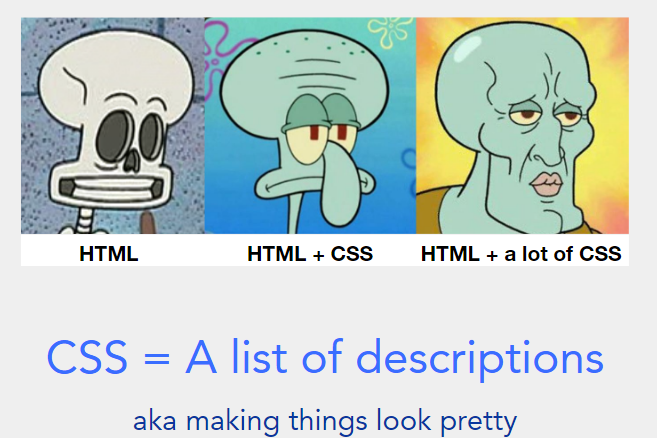 HTML
HTML + CSS
HTML + a lot of CSS
CSS = A list of descriptions
aka making things look pretty